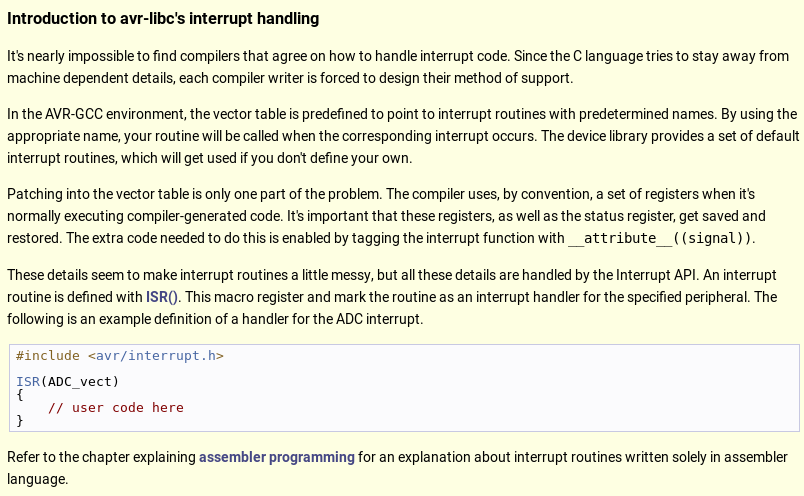 Introduction to avr-libc's interrupt handling
It's nearly impossible to find compilers that agree on how to handle interrupt code. Since the C language tries to stay away from
machine dependent details, each compiler writer is forced to design their method of support.
In the AVR-GCC environment, the vector table is predefined to point to interrupt routines with predetermined names. By using the
appropriate name, your routine will be called when the corresponding interrupt occurs. The device library provides a set of default
interrupt routines, which will get used if you don't define your own.
Patching into the vector table is only one part of the problem. The compiler uses, by convention, a set of registers when it's
normally executing compiler-generated code. It's important that these registers, as well as the status register, get saved and
restored. The extra code needed to do this is enabled by tagging the interrupt function with __attribute__((signal)).
These details seem to make interrupt routines a little messy, but all these details are handled by the Interrupt API. An interrupt
routine is defined with ISR(). This macro register and mark the routine as an interrupt handler for the specified peripheral. The
following is an example definition of a handler for the ADC interrupt.
#include <avr/interrupt.h>
ISR(ADC_vect)
{
    // user code here
}
Refer to the chapter explaining assembler programming for an explanation about interrupt routines written solely in assembler
language.